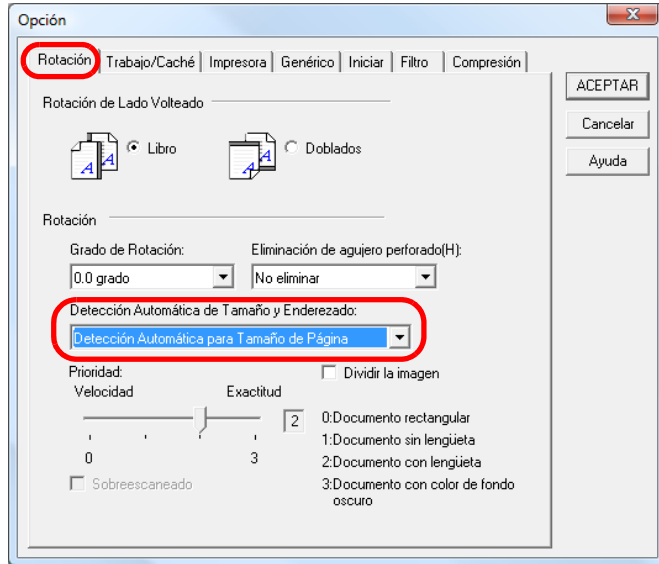 Opción
Rotación Trabajo/Caché Impresora Genérico Iniciar Filtro Compresión
ACEPTAR
Cancelar
Ayuda
Rotación de Lado Volteado
A A Libro
A A Doblados
Rotación
Grado de Rotación: Eliminación de agujero perforado(H):
0.0 grado No eliminar
Detección Automática de Tamaño y Enderezado:
Detección Automática para Tamaño de Página
Prioridad: Dividir la imagen
Velocidad Exactitud
2
0 3
Sobreescaneado
0:Documento rectangular
1:Documento sin lengüeta
2:Documento con lengüeta
3:Documento con color de fondo
oscuro